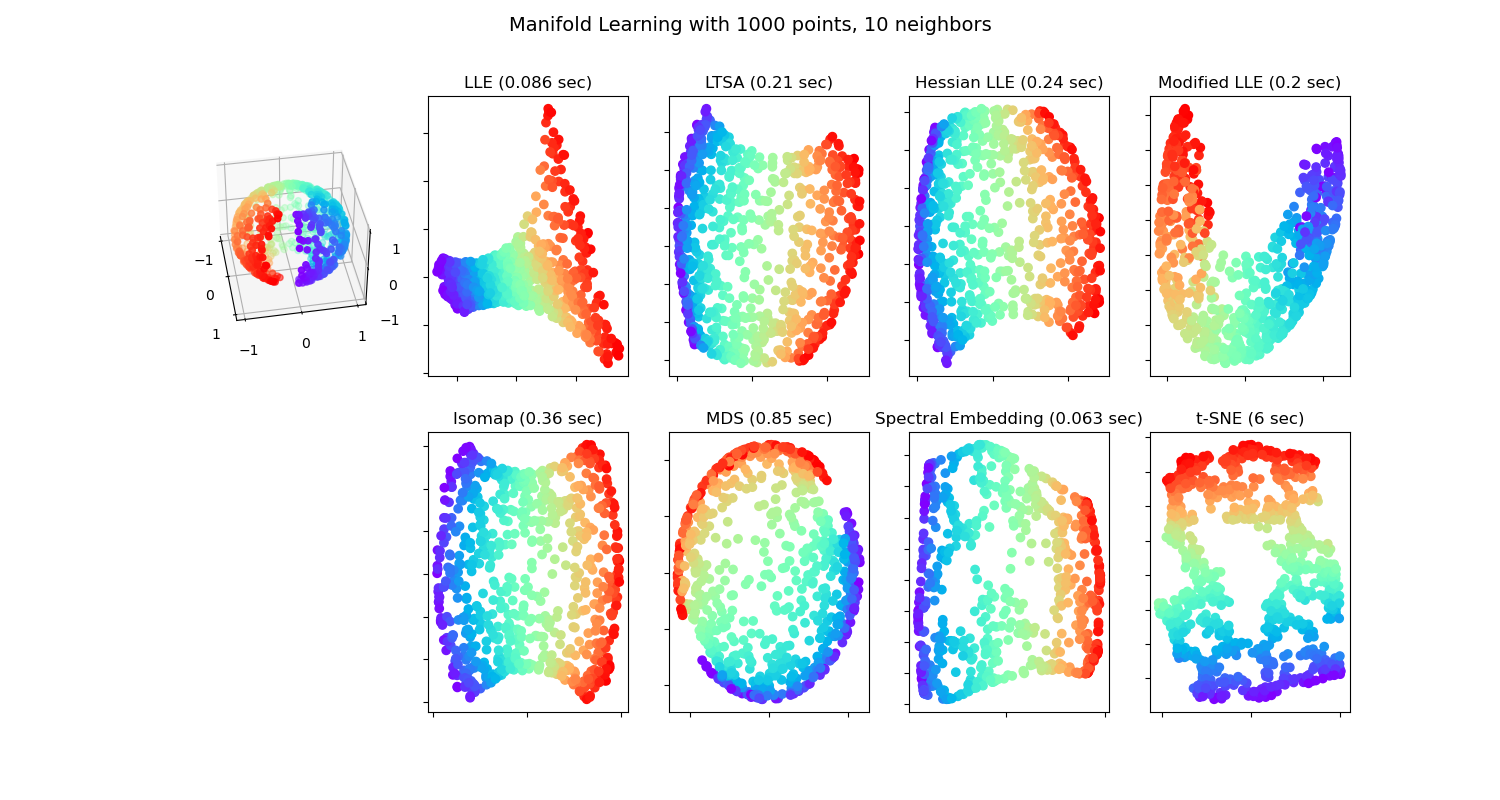 Manifold Learning with 1000 points, 10 neighbors
LLE (0.086 sec)
LTSA (0.21 sec)
Hessian LLE (0.24 sec)
Modified LLE (0.2 sec)
−1
0
1
−1
0
1
1
0
−1
Isomap (0.36 sec)
MDS (0.85 sec)
Spectral Embedding (0.063 sec)
t-SNE (6 sec)